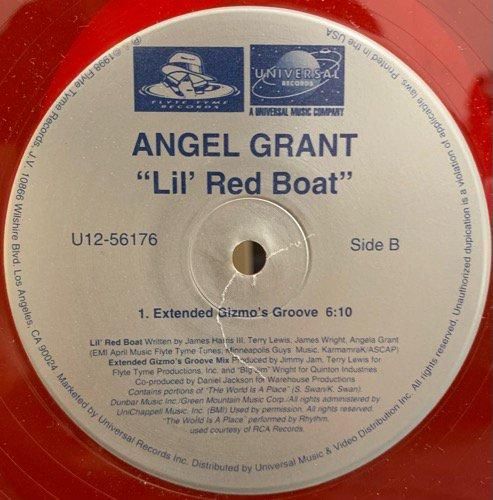 FLYTE TYME
RECORDS
UNIVERSAL
RECORDS
A UNIVERSAL MUSIC COMPANY
ANGEL GRANT
"Lil' Red Boat"
U12-56176
Side B
1. Extended Gizmo's Groove 6:10
Lil' Red Boat Written by James Harris III, Terry Lewis, James Wright, Angela Grant
(EMI April Music Flyte Tyme Tunes, Minneapolis Guys Music, KarmamraK/ASCAP)
Extended Gizmo's Groove Mix Produced by Jimmy Jam, Terry Lewis for
Flyte Tyme Productions, Inc. and "Big Jim" Wright for Quinton Industries
Co-produced by Daniel Jackson for Warehouse Productions
Contains portions of "The World Is A Place" (S. Swan/K. Swan).
Dunbar Music Inc./Green Mountain Music Corp./All rights administered by
UniChappell Music, Inc. (BMI) Used by permission. All rights reserved.
"The World Is A Place" performed by Rhythm,
used courtesy of RCA Records.
℗©1998 Flyte Tyme Records, J.V. 10866 Wilshire Blvd. Los Angeles, CA 90024. Marketed by Universal Records Inc. Distributed by Universal Music & Video Distribution Inc. All rights reserved. Unauthorized dupication is a violation of applicable laws. Printed in the USA